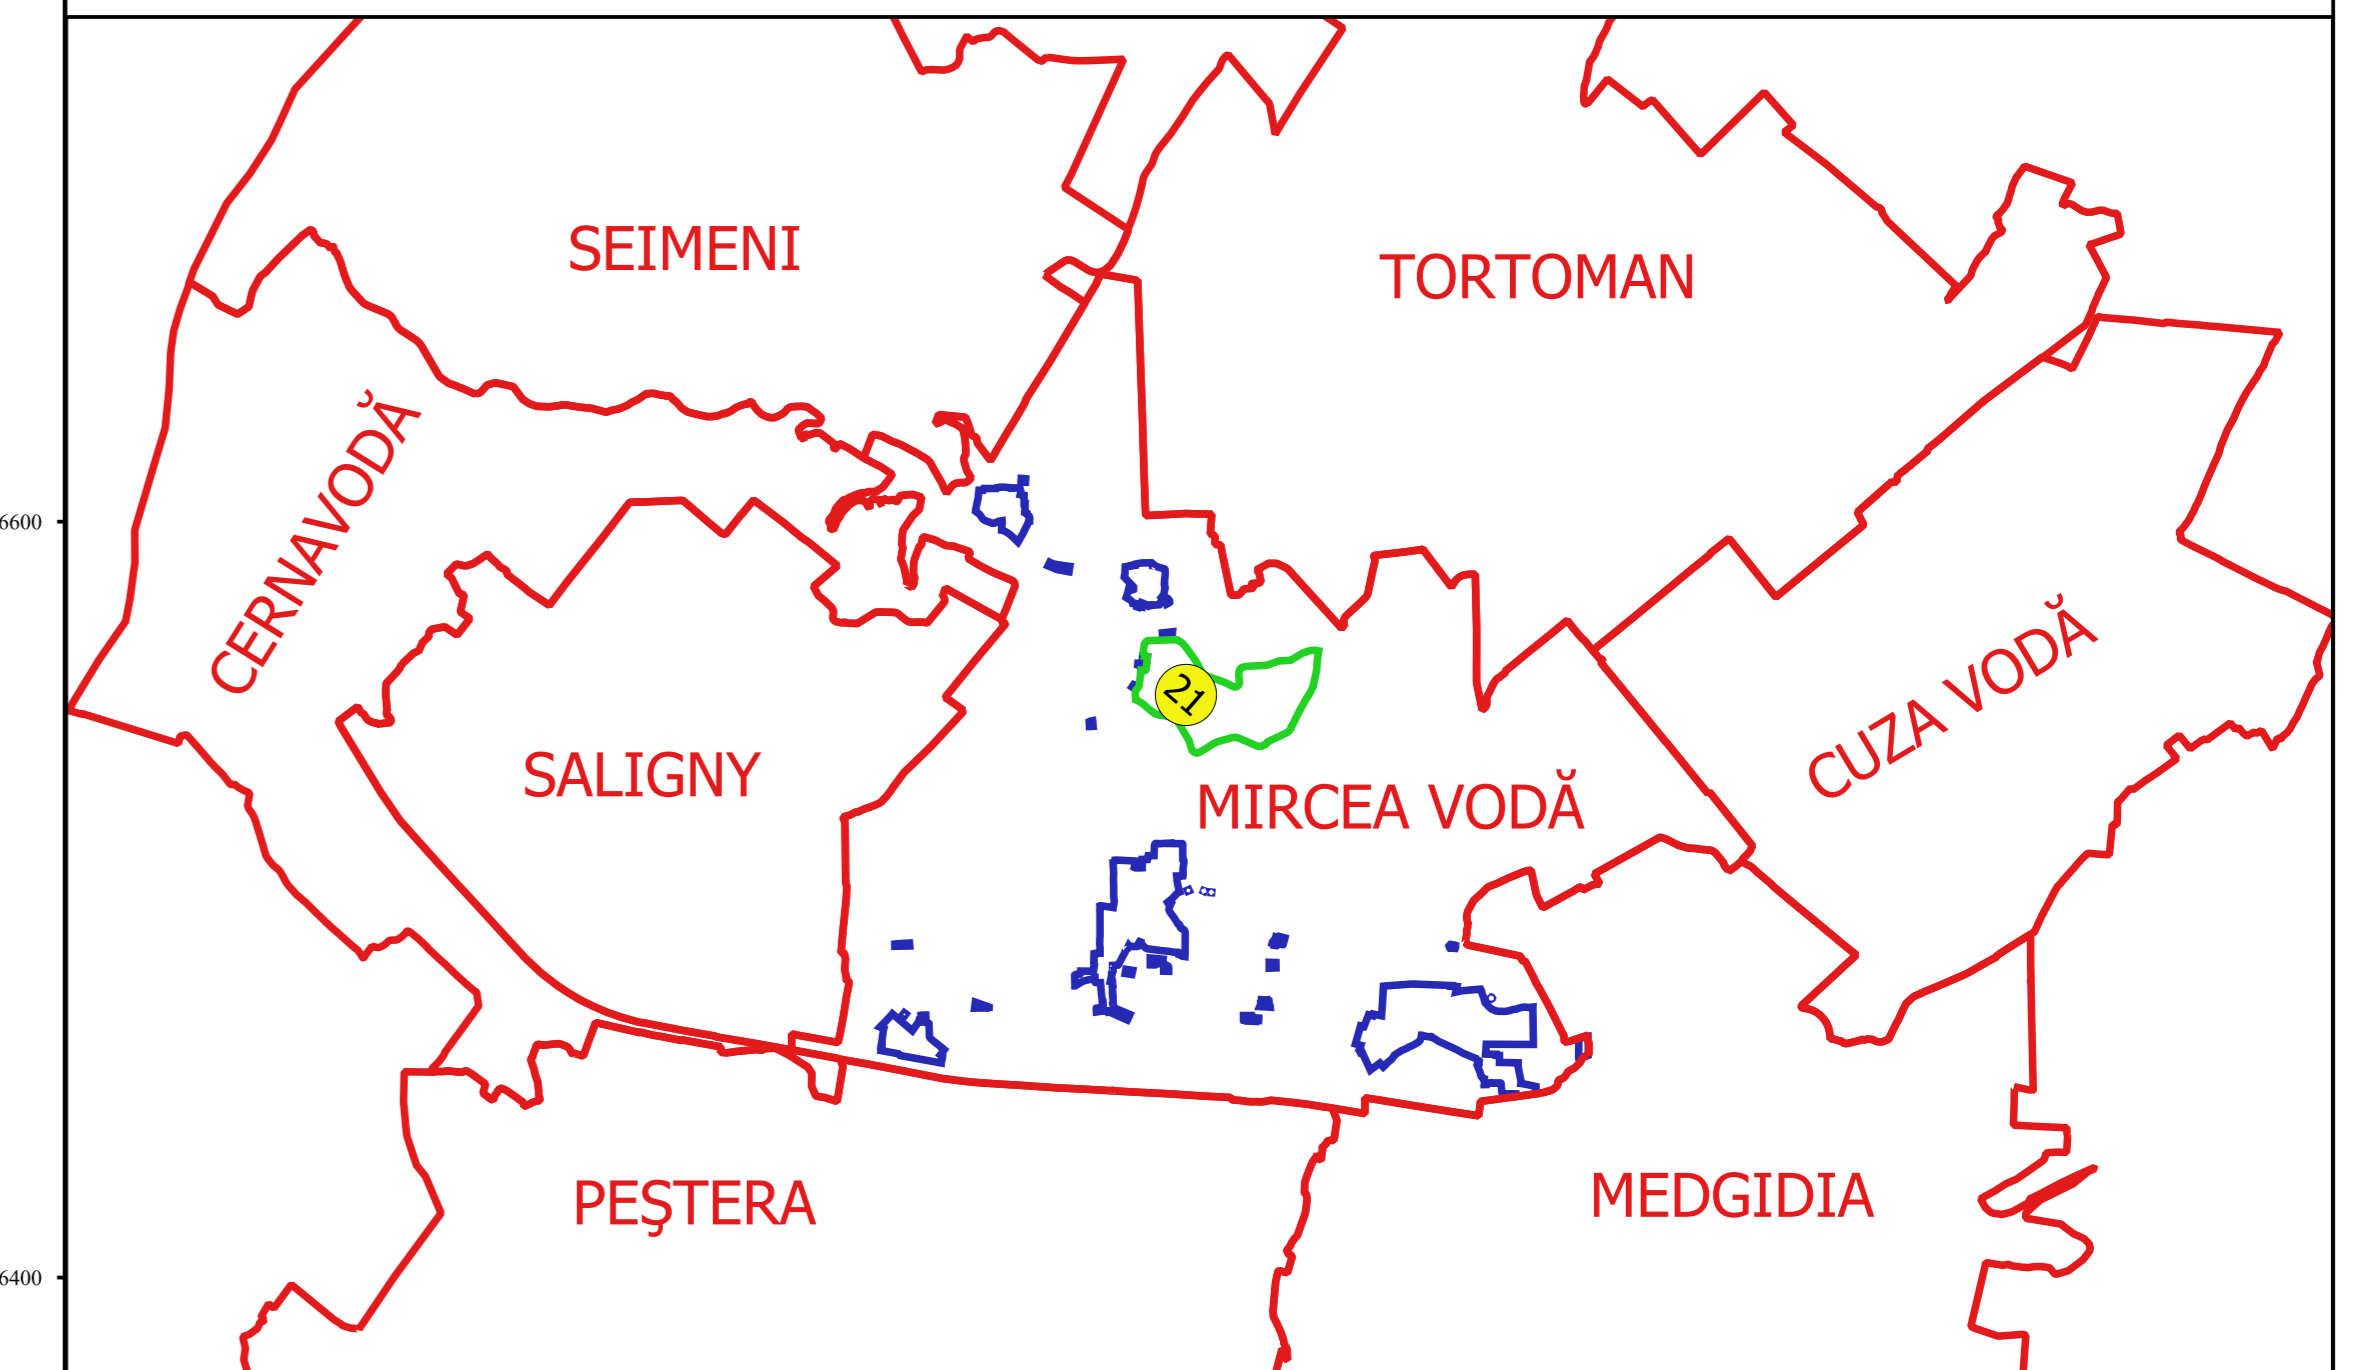 SEIMENI
TORTOMAN
CERNAVODĂ
6600
CUZA VODĂ
21
SALIGNY
MIRCEA VODĂ
PEŞTERA
MEDGIDIA
6400